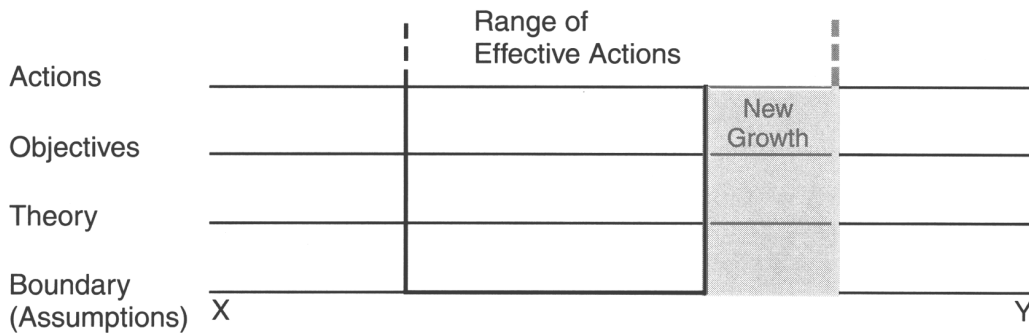 Range of
Effective Actions
Actions
New
Growth
Objectives
Theory
Boundary
(Assumptions)
X
Y